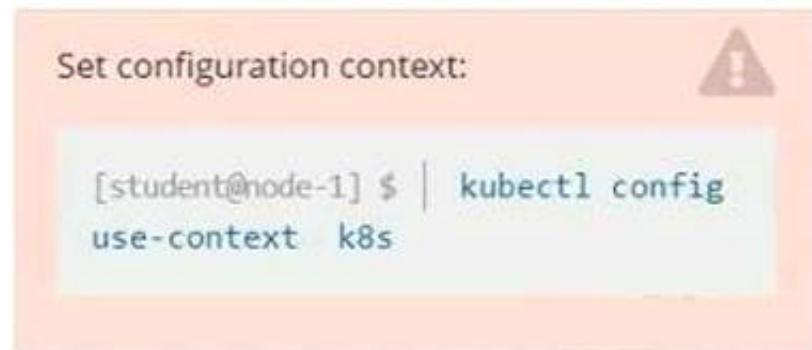 Set configuration context:
[student@node-1] $ | kubectl config
use-context k8s